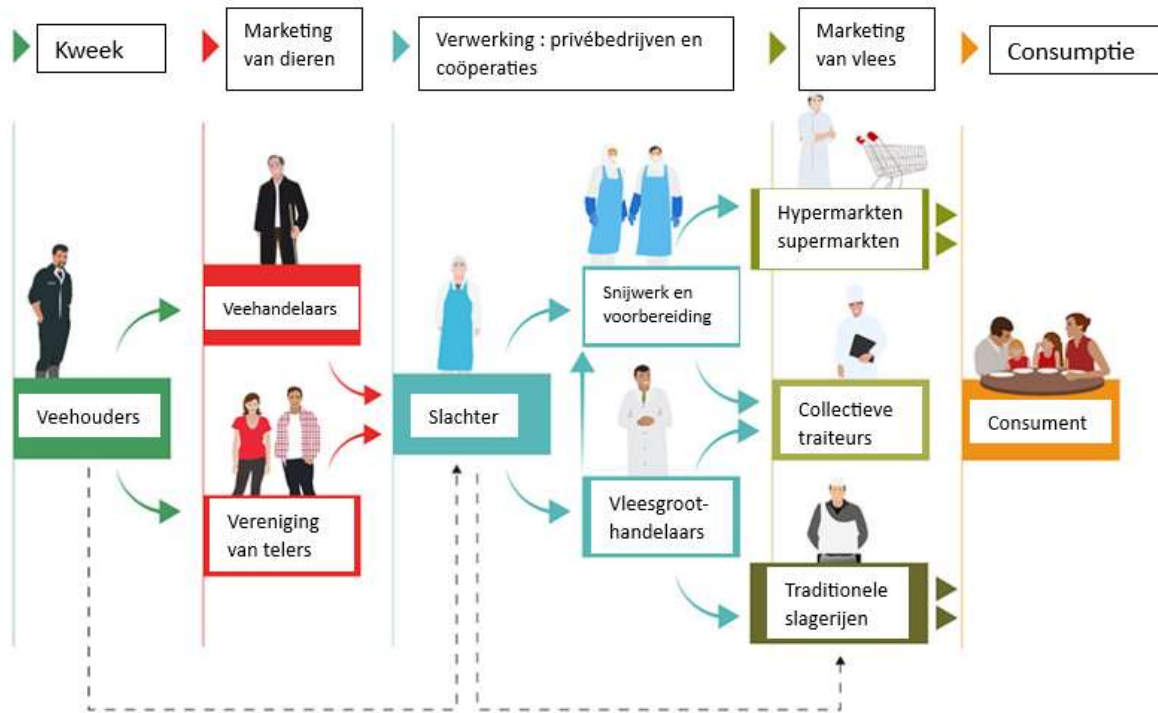 Kweek
Marketing
van dieren
Verwerking : privébedrijven en
coöperaties
Marketing
van vlees
Consumptie
Veehouders
Veehandelaars
Vereniging
van telers
Slachter
Snijwerk en
voorbereiding
Vleesgroot-
handelaars
Hypermarkten
supermarkten
Collectieve
traiteurs
Traditionele
slagerijen
Consument